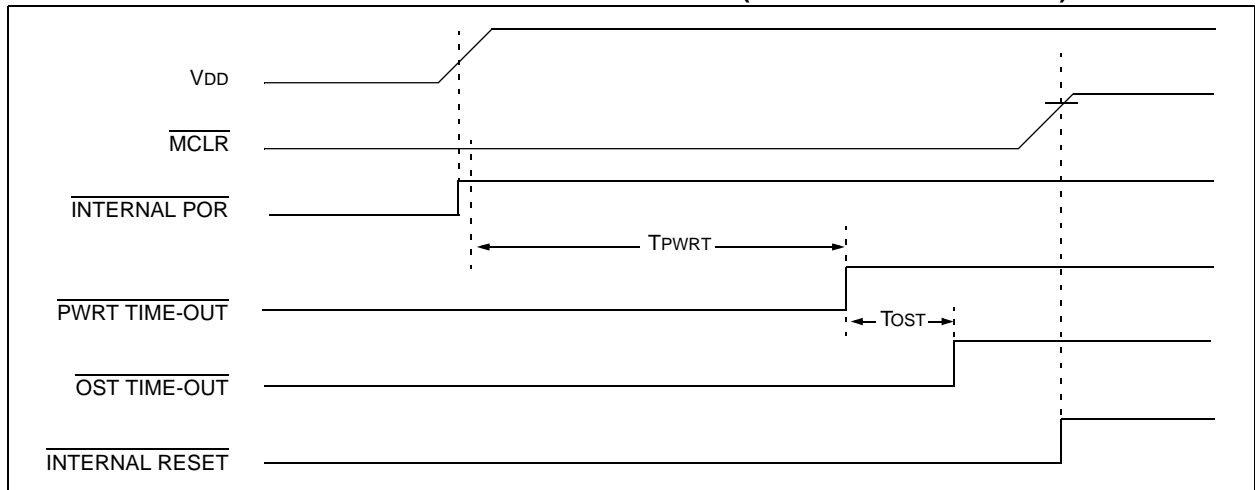 VDD
MCLR
INTERNAL POR
TPWRT
PWRT TIME-OUT
TOST
OST TIME-OUT
INTERNAL RESET